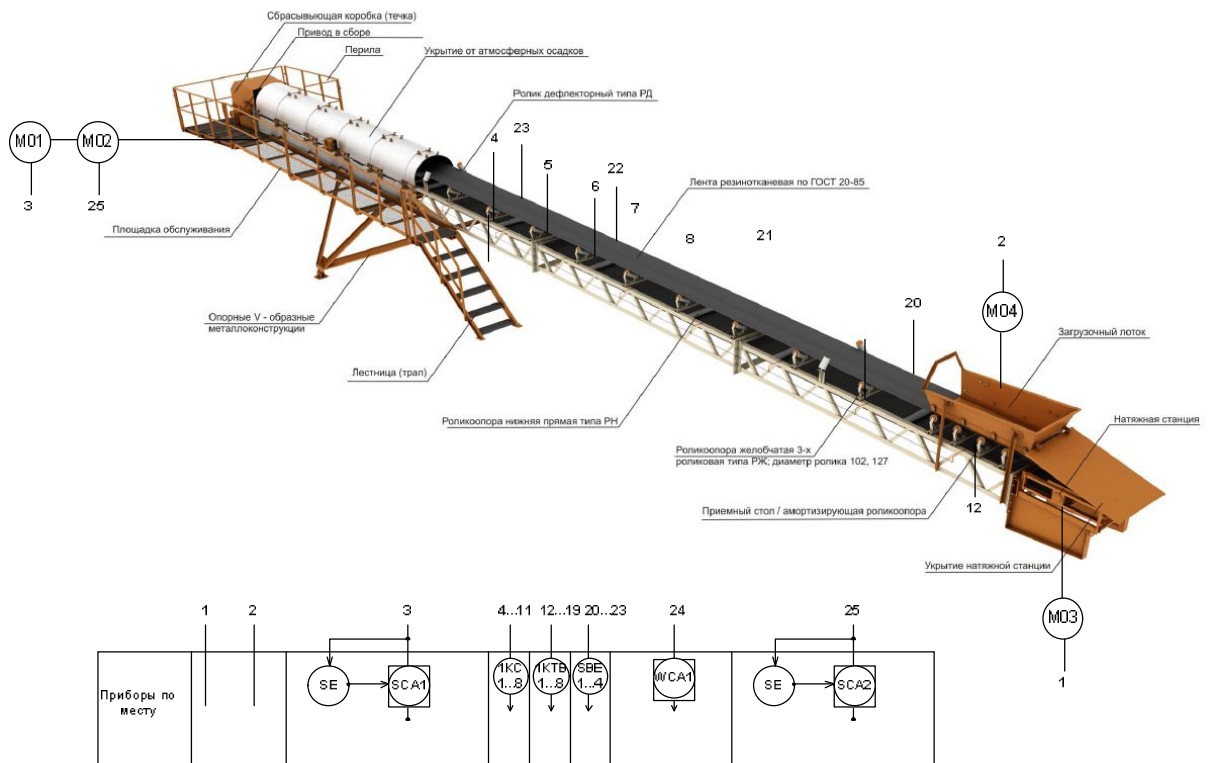 Сбрасывыющая коробка (течка)
Привод в сборе
Перила
Укрытие от атмосферных осадков
Ролик дефлекторный типа РД
4
23
M01
M02
5
22
6
Лента резинотканевая по ГОСТ 20-85
3
25
7
Площадка обслуживания
8
21
2
20
M04
Опорные V - образные
металлоконструкции
Загрузочный лоток
Лестница (трап)
Роликоопора нижняя прямая типа РН
Натяжная станция
Роликоопора желобчатая 3-х
роликовая типа РЖ; диаметр ролика 102, 127
Приемный стол / амортизирующая роликоопора
12
Укрытие натяжной станции
M03
1
1
2
3
4...11
12...19
20...23
24
25
Приборы по
месту
SE
SCA1
1KC
1...8
1KTB
1...8
SBE
1...4
WCA1
SE
SCA2